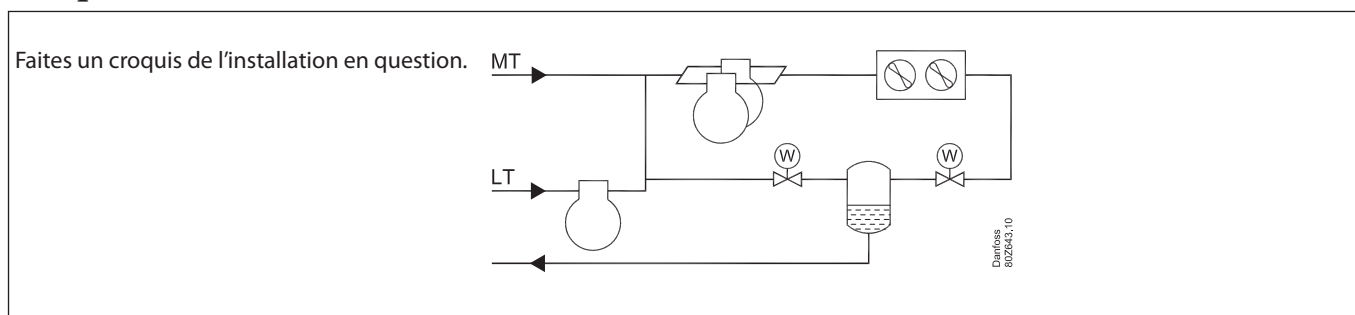 Faites un croquis de l'installation en question.
MT
W
W
LT
Danfoss
80Z643.10